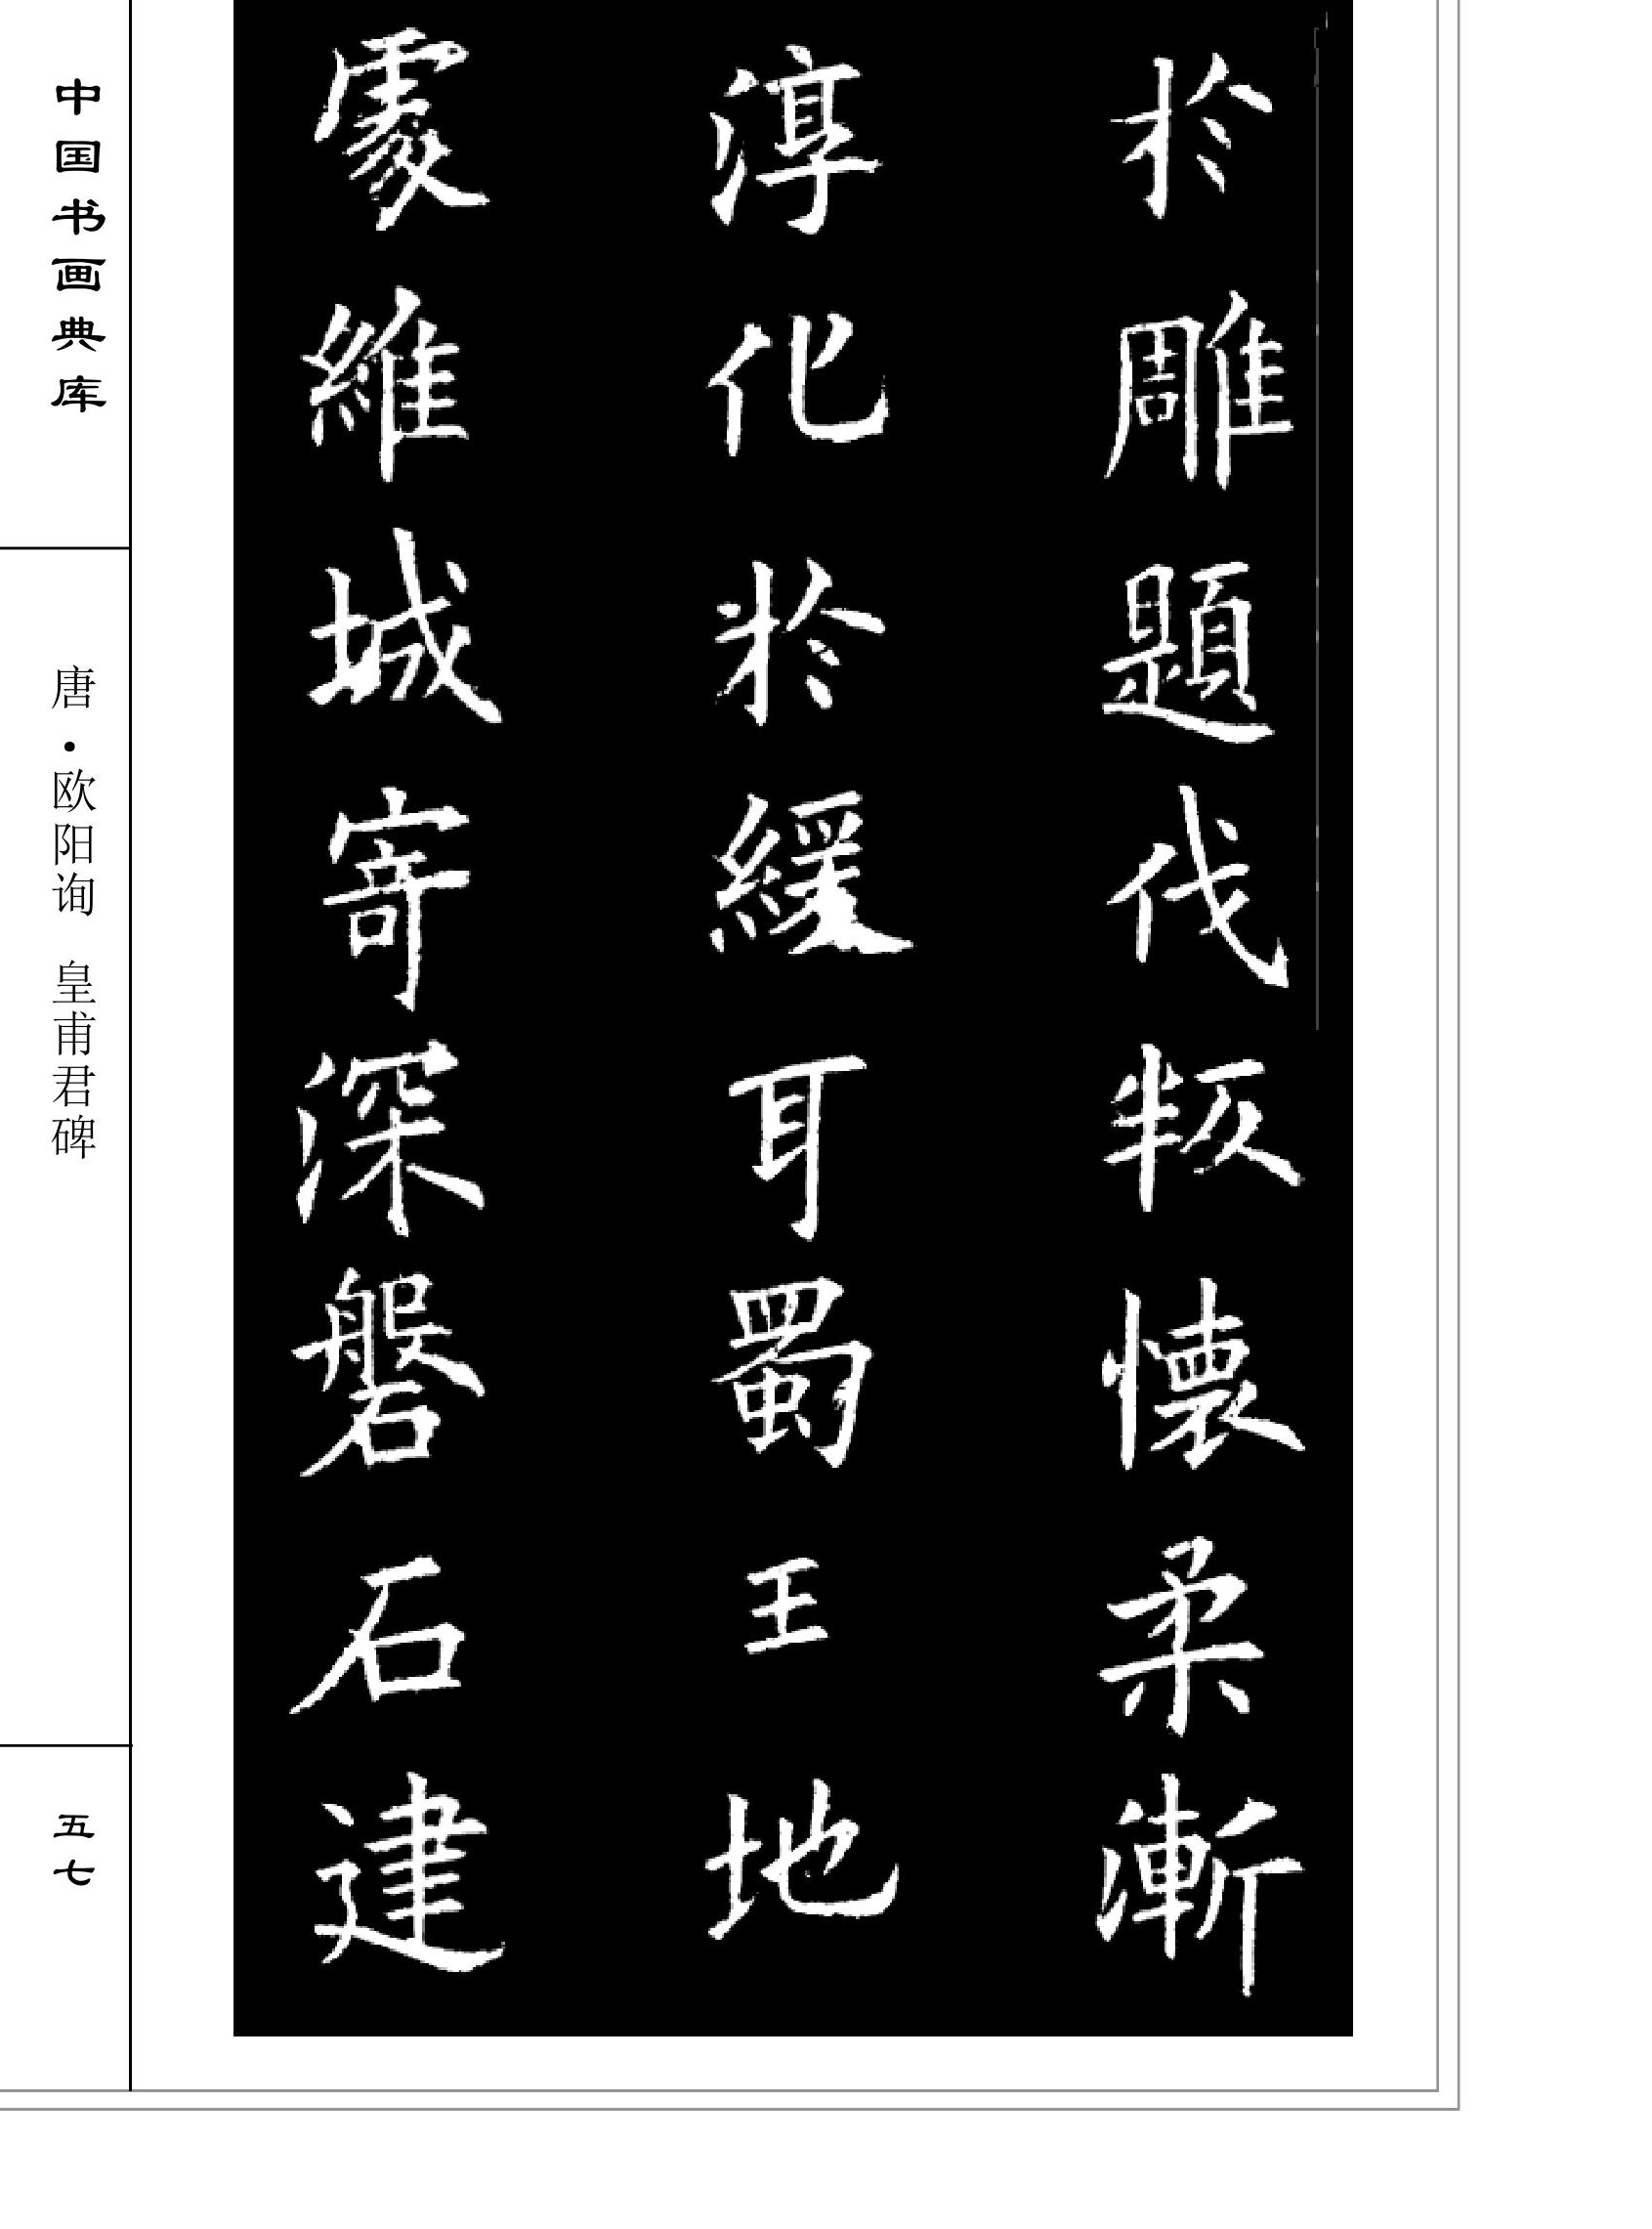 於雕題伐叛懷柔漸
淳化於緩耳蜀王地
處維城寄深磐石建
中国书画典库
唐·欧阳询 皇甫君碑
五七